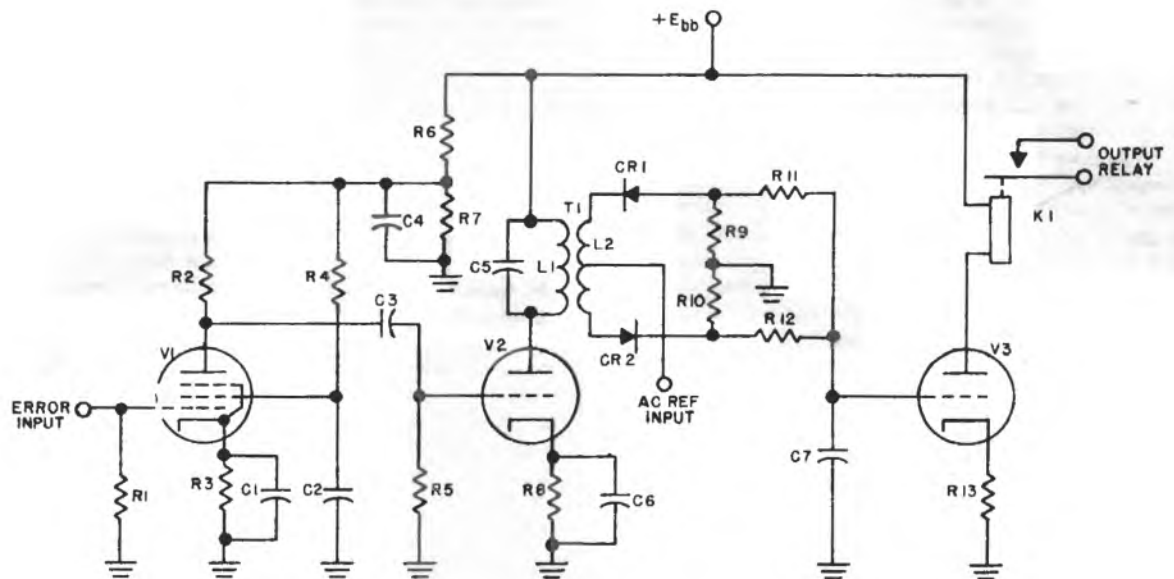 +Ebb
R6
CR1
R11
OUTPUT
RELAY
C4
R7
T1
K1
R2
R4
C5
L1
L2
R9
C3
R10
R12
V1
V2
CR2
V3
ERROR
INPUT
AC REF
INPUT
C7
R1
R3
C1
C2
R5
R8
C6
R13